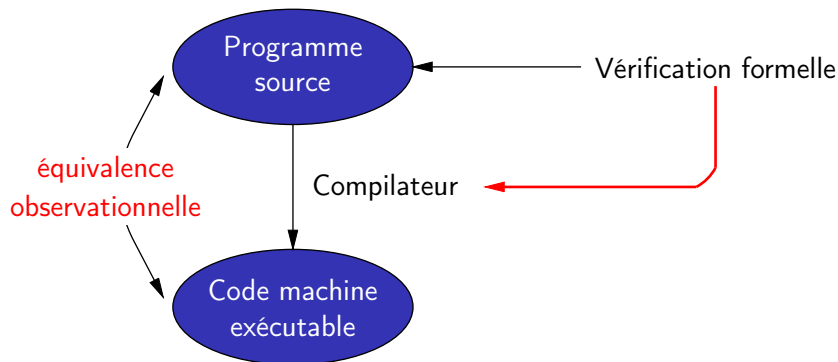 Programme
source
Vérification formelle
équivalence
observationnelle
Compilateur
Code machine
exécutable